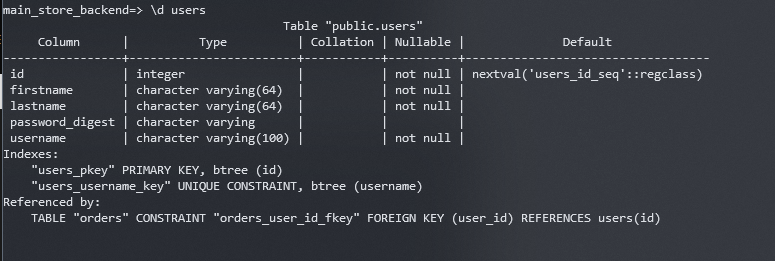 main_store_backend=> \d users
                                      Table "public.users"
     Column      |          Type          | Collation | Nullable |              Default
-----------------+------------------------+-----------+----------+-----------------------------------
 id              | integer                |           | not null | nextval('users_id_seq'::regclass)
 firstname       | character varying(64)  |           | not null |
 lastname        | character varying(64)  |           | not null |
 password_digest | character varying      |           |          |
 username        | character varying(100) |           | not null |
Indexes:
    "users_pkey" PRIMARY KEY, btree (id)
    "users_username_key" UNIQUE CONSTRAINT, btree (username)
Referenced by:
    TABLE "orders" CONSTRAINT "orders_user_id_fkey" FOREIGN KEY (user_id) REFERENCES users(id)